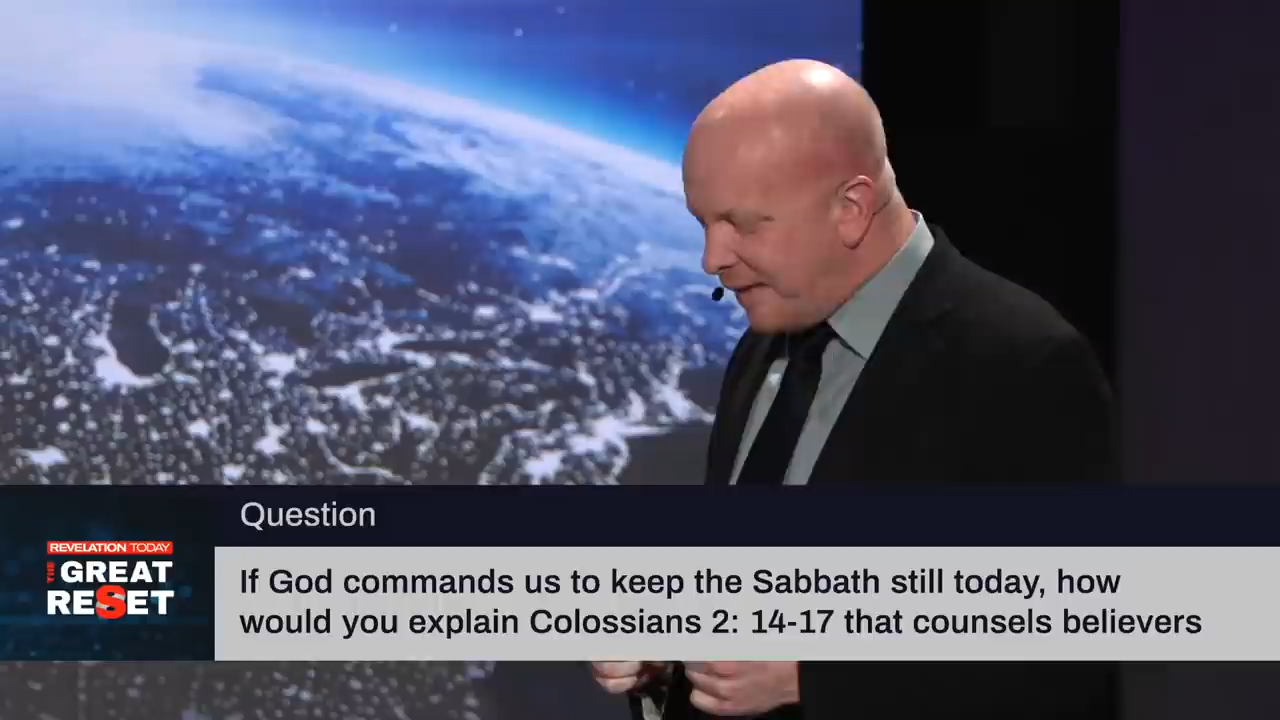 Question
REVELATION TODAY
THE GREAT
RESET
If God commands us to keep the Sabbath still today, how
would you explain Colossians 2: 14-17 that counsels believers